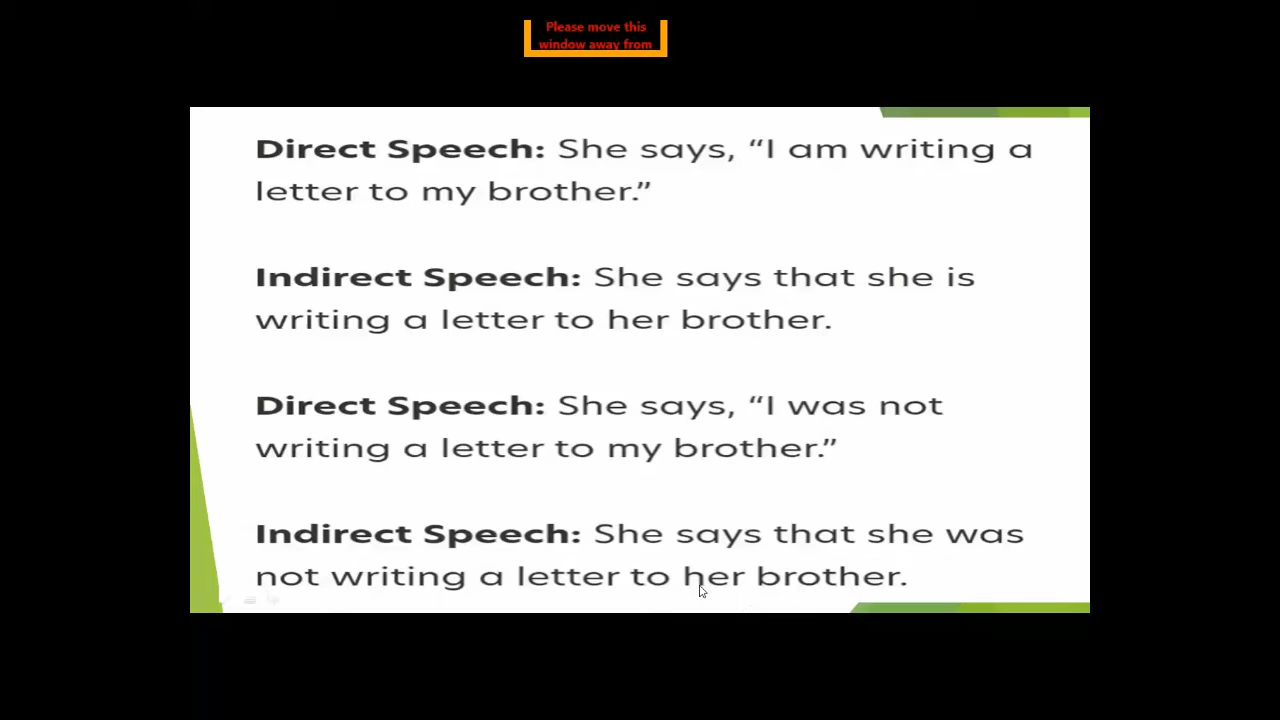 Please move this
window away from
Direct Speech: She says, “I am writing a
letter to my brother.”
Indirect Speech: She says that she is
writing a letter to her brother.
Direct Speech: She says, “I was not
writing a letter to my brother.”
Indirect Speech: She says that she was
not writing a letter to her brother.